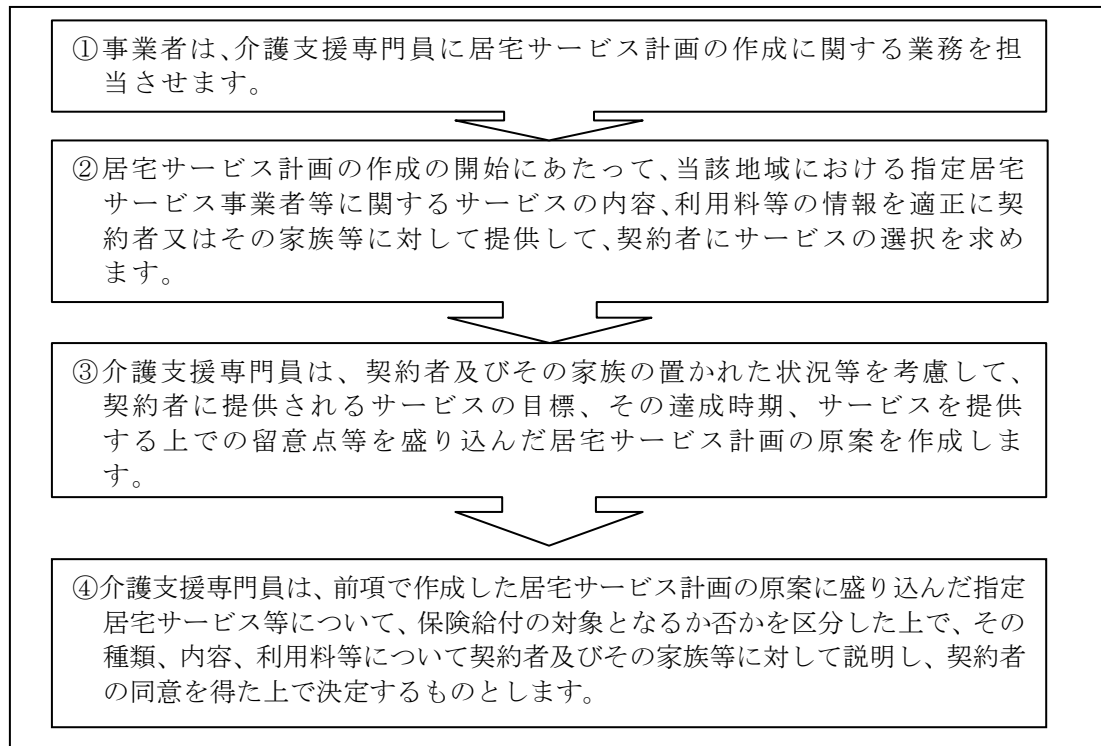 ①事業者は、介護支援専門員に居宅サービス計画の作成に関する業務を担
当させます。
②居宅サービス計画の作成の開始にあたって、当該地域における指定居宅
サービス事業者等に関するサービスの内容、利用料等の情報を適正に契
約者又はその家族等に対して提供して、契約者にサービスの選択を求め
ます。
③介護支援専門員は、契約者及びその家族の置かれた状況等を考慮して、
契約者に提供されるサービスの目標、その達成時期、サービスを提供
する上での留意点等を盛り込んだ居宅サービス計画の原案を作成しま
す。
④介護支援専門員は、前項で作成した居宅サービス計画の原案に盛り込んだ指定
居宅サービス等について、保険給付の対象となるか否かを区分した上で、その
種類、内容、利用料等について契約者及びその家族等に対して説明し、契約者
の同意を得た上で決定するものとします。